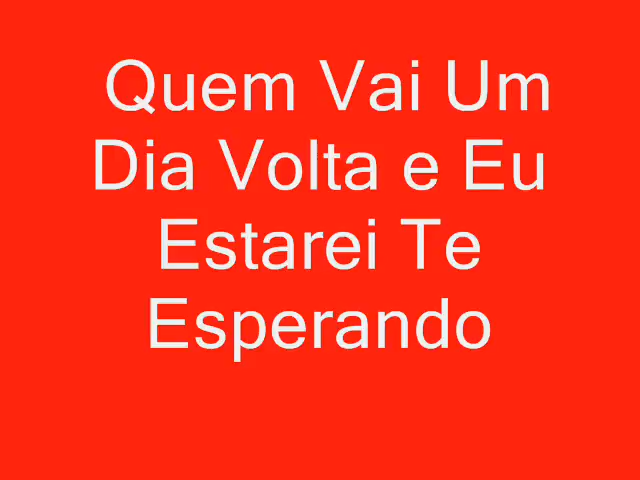 Quem Vai Um
Dia Volta e Eu
Estarei Te
Esperando